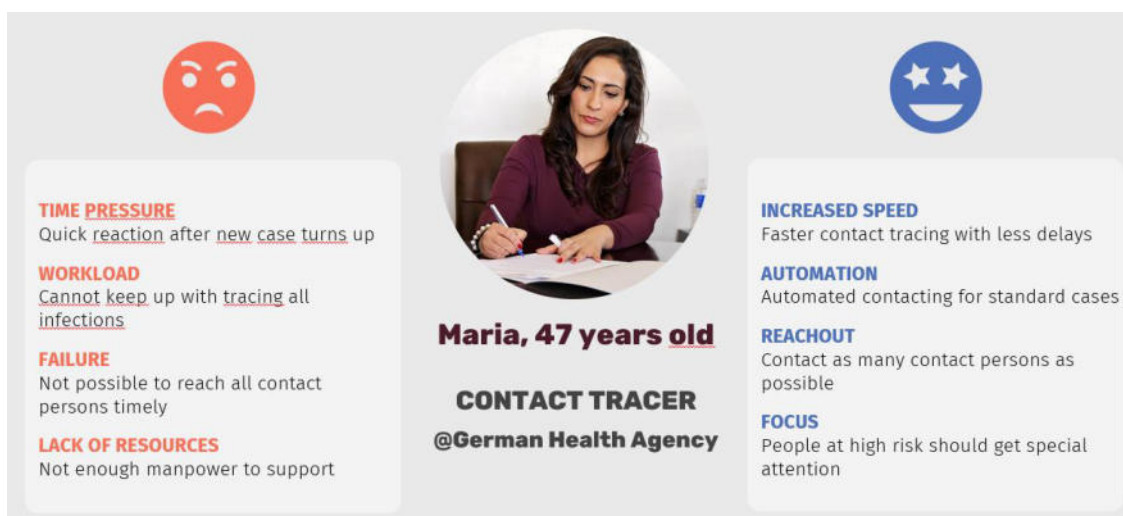 TIME PRESSURE
Quick reaction after new case turns up
WORKLOAD
Cannot keep up with tracing all
infections
FAILURE
Not possible to reach all contact
persons timely
LACK OF RESOURCES
Not enough manpower to support
Maria, 47 years old
CONTACT TRACER
@German Health Agency
INCREASED SPEED
Faster contact tracing with less delays
AUTOMATION
Automated contacting for standard cases
REACHOUT
Contact as many contact persons as
possible
FOCUS
People at high risk should get special
attention